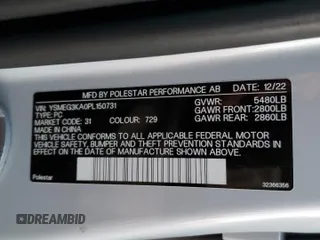 MFD BY POLESTAR PERFORMANCE AB 12/22
VIN: YSMEG3KA0PL150731 GVWR: 5480LB
TYPE: PC GAWR FRONT: 2800LB
MARKET CODE: 31 COLOUR: 729 GAWR REAR: 2860LB
MADE IN CHINA
THIS VEHICLE CONFORMS TO ALL APPLICABLE FEDERAL MOTOR
VEHICLE SAFETY, BUMPER, AND THEFT PREVENTION STANDARDS IN
EFFECT ON THE DATE OF MANUFACTURE SHOWN ABOVE.
Polestar 32366356
DREAMBID